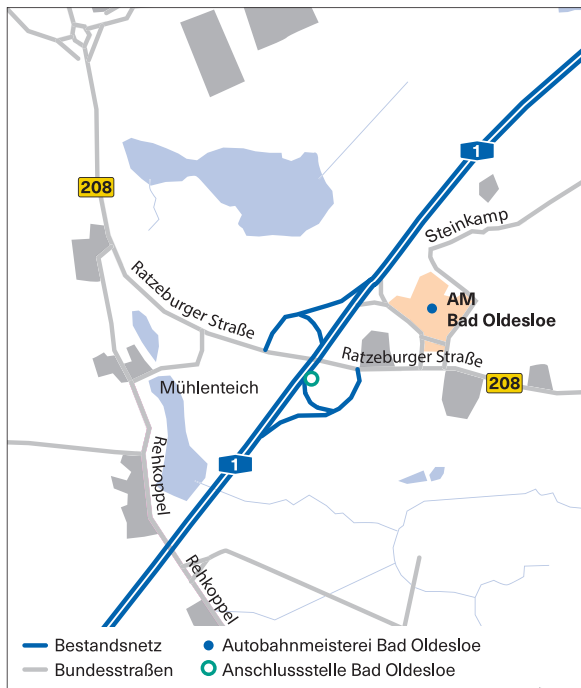 1
208
Steinkamp
Ratzeburger Straße
AM
Bad Oldesloe
Ratzeburger Straße
208
Mühlenteich
Rehkoppel
1
Rehkoppel
Bestandsnetz
Autobahnmeisterei Bad Oldesloe
Bundesstraßen
Anschlussstelle Bad Oldesloe